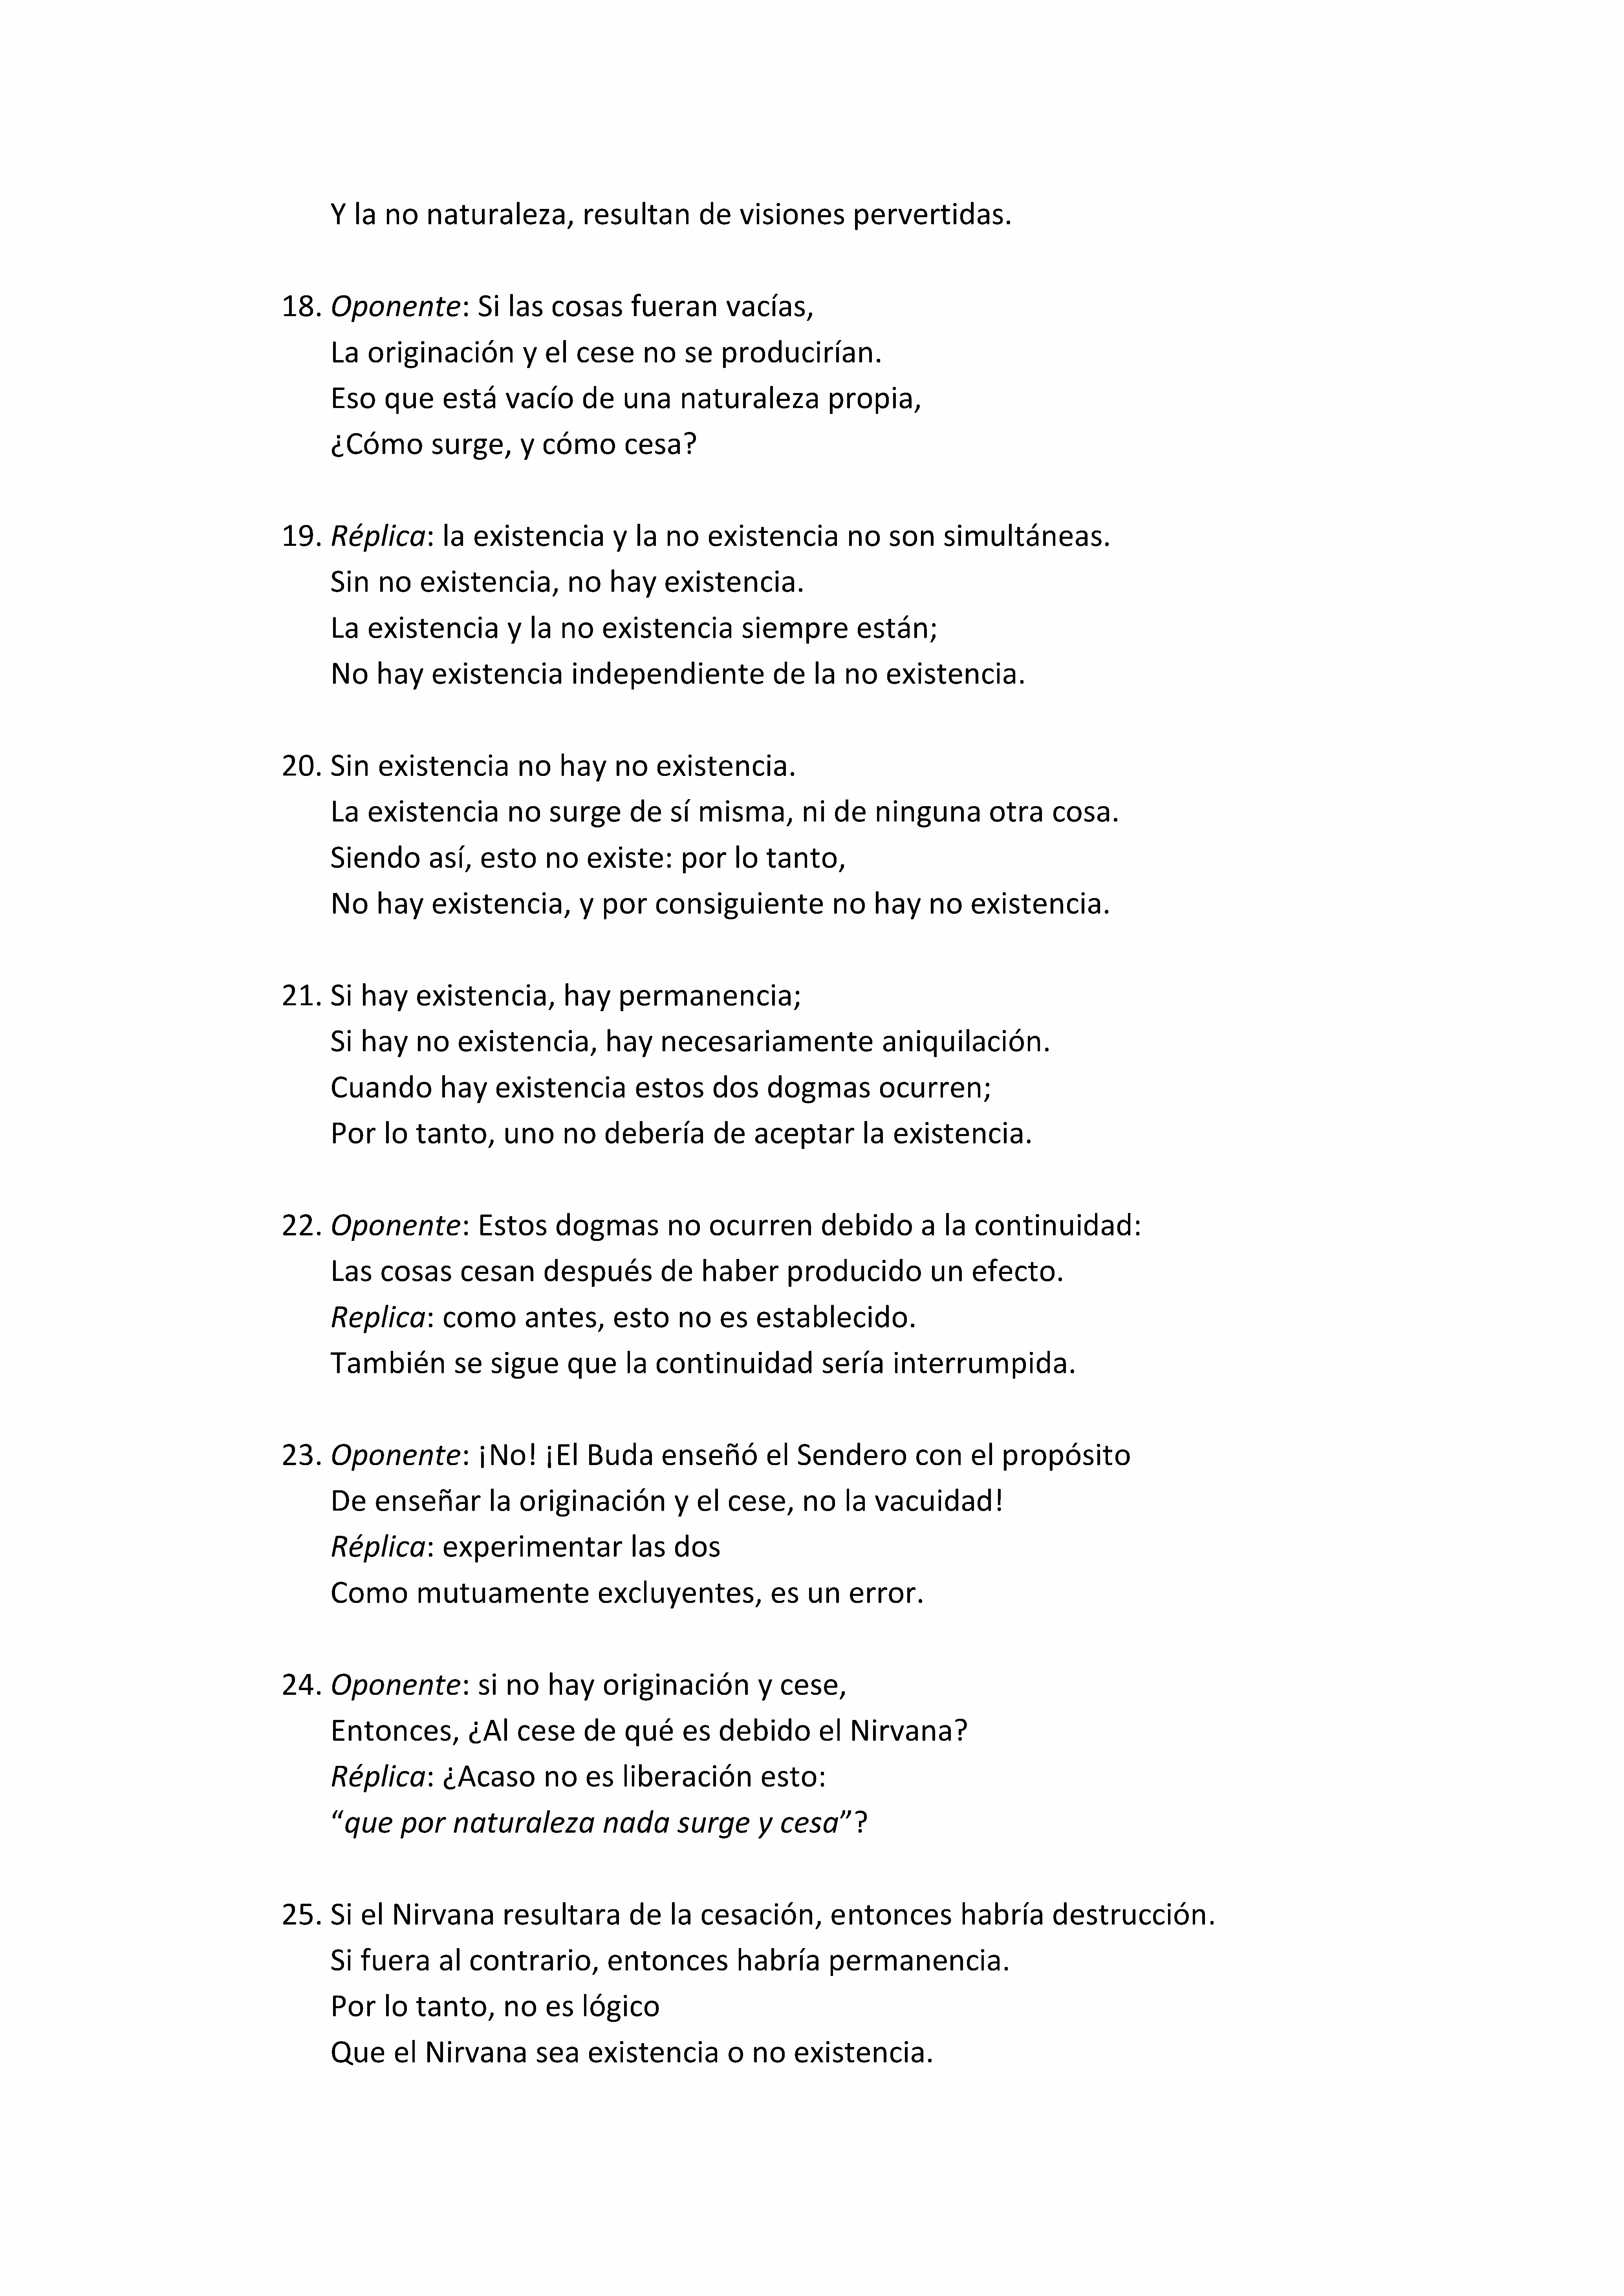 Y la no naturaleza, resultan de visiones pervertidas.
18. Oponente: Si las cosas fueran vacías,
La originación y el cese no se producirían.
Eso que está vacío de una naturaleza propia,
¿Cómo surge, y cómo cesa?
19. Réplica: la existencia y la no existencia no son simultáneas.
Sin no existencia, no hay existencia.
La existencia y la no existencia siempre están;
No hay existencia independiente de la no existencia.
20. Sin existencia no hay no existencia.
La existencia no surge de sí misma, ni de ninguna otra cosa.
Siendo así, esto no existe: por lo tanto,
No hay existencia, y por consiguiente no hay no existencia.
21. Si hay existencia, hay permanencia;
Si hay no existencia, hay necesariamente aniquilación.
Cuando hay existencia estos dos dogmas ocurren;
Por lo tanto, uno no debería de aceptar la existencia.
22. Oponente: Estos dogmas no ocurren debido a la continuidad:
Las cosas cesan después de haber producido un efecto.
Replica: como antes, esto no es establecido.
También se sigue que la continuidad sería interrumpida.
23. Oponente: ¡No! ¡El Buda enseñó el Sendero con el propósito
De enseñar la originación y el cese, no la vacuidad!
Réplica: experimentar las dos
Como mutuamente excluyentes, es un error.
24. Oponente: si no hay originación y cese,
Entonces, ¿Al cese de qué es debido el Nirvana?
Réplica: ¿Acaso no es liberación esto:
“que por naturaleza nada surge y cesa”?
25. Si el Nirvana resultara de la cesación, entonces habría destrucción.
Si fuera al contrario, entonces habría permanencia.
Por lo tanto, no es lógico
Que el Nirvana sea existencia o no existencia.